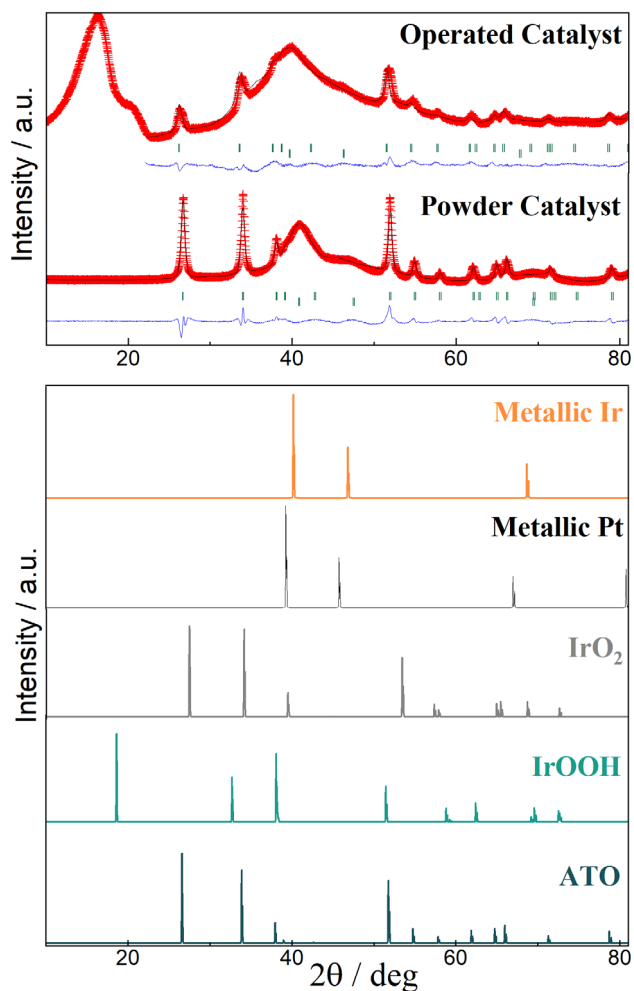 Operated Catalyst
Powder Catalyst
Intensity / a.u.
20 40 60 80
Metallic Ir
Metallic Pt
IrO₂
IrOOH
ATO
Intensity / a.u.
20 40 60 80
2θ / deg